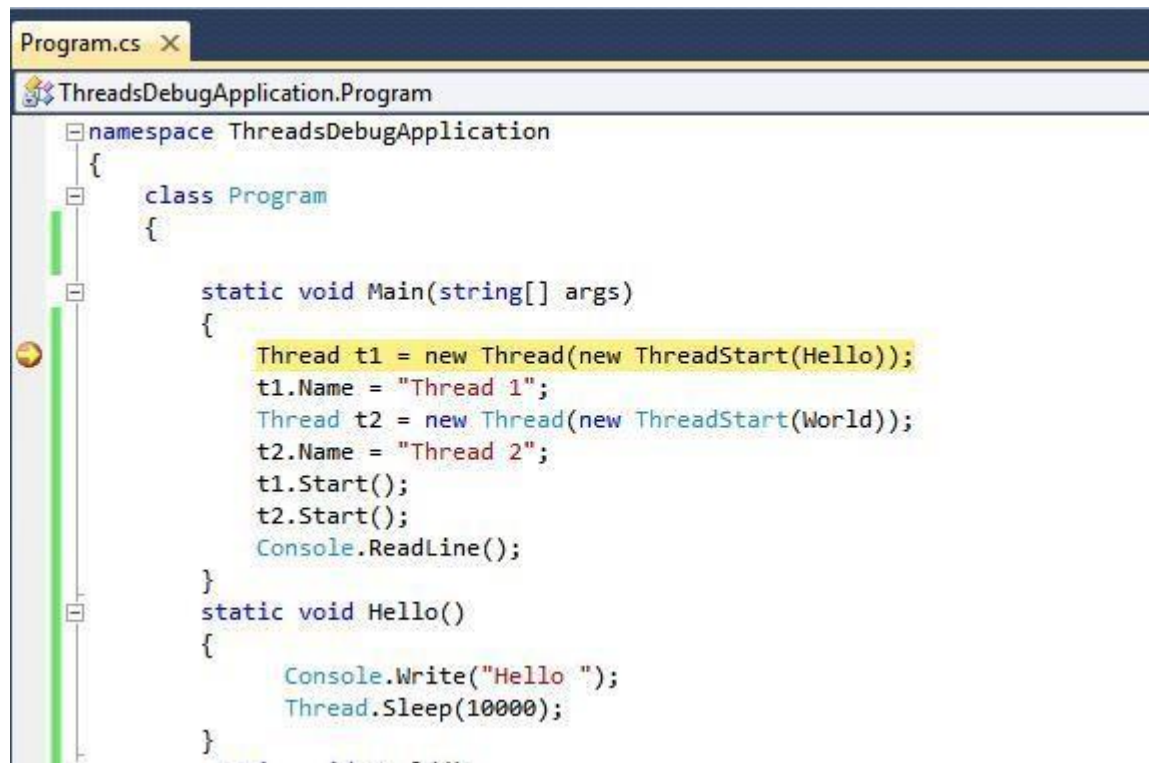 Program.cs
ThreadsDebugApplication.Program
namespace ThreadsDebugApplication
{
class Program
{
static void Main(string[] args)
{
Thread t1 = new Thread(new ThreadStart(Hello));
t1.Name = "Thread 1";
Thread t2 = new Thread(new ThreadStart(World));
t2.Name = "Thread 2";
t1.Start();
t2.Start();
Console.ReadLine();
}
static void Hello()
{
Console.Write("Hello ");
Thread.Sleep(10000);
}